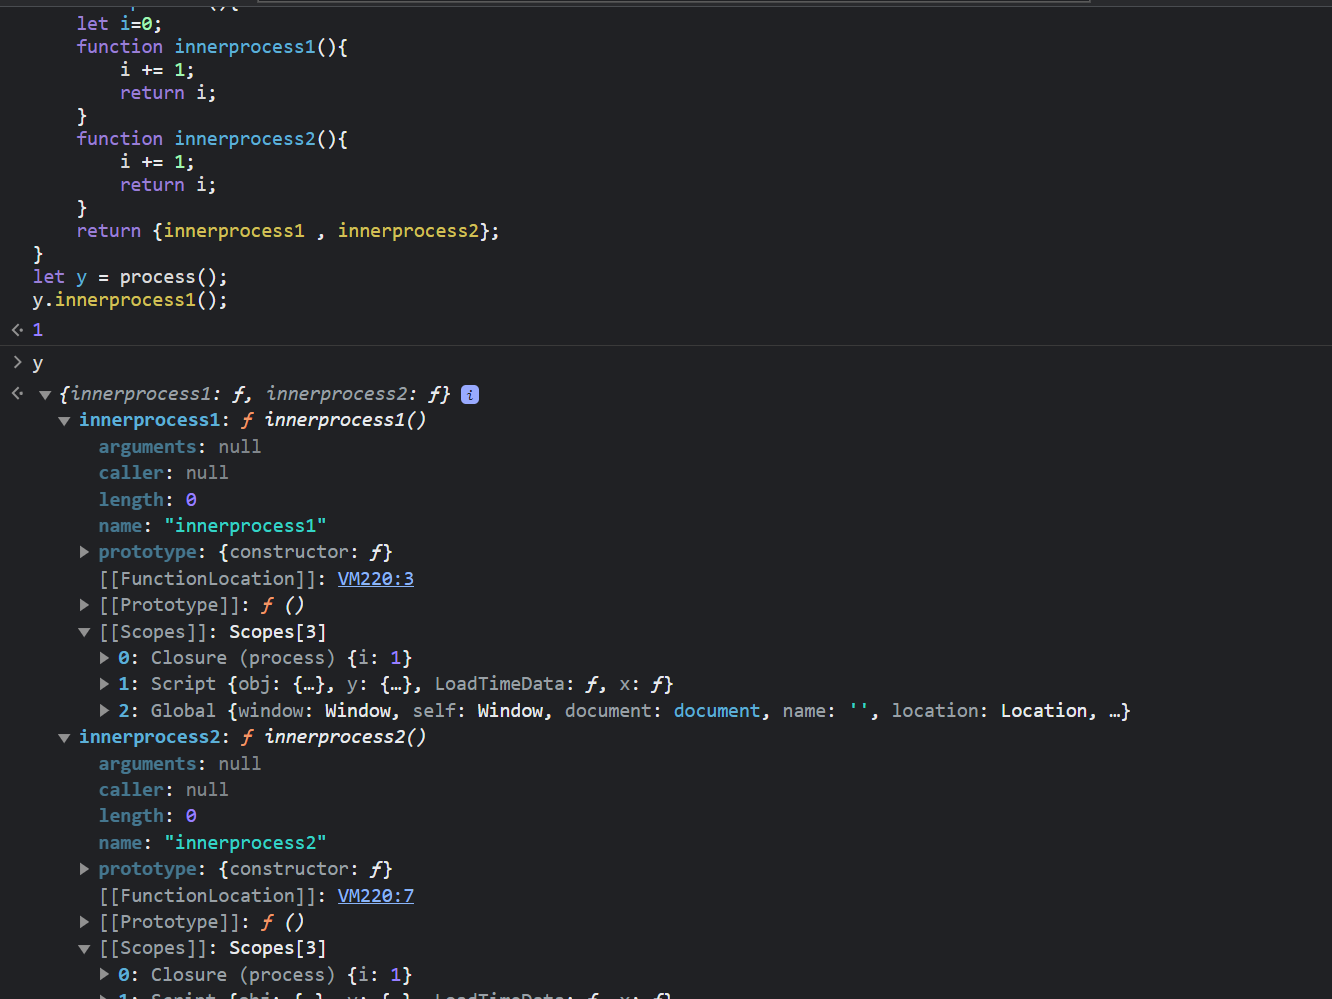 let i=0;
function innerprocess1(){
i += 1;
return i;
}
function innerprocess2(){
i += 1;
return i;
}
return {innerprocess1 , innerprocess2};
}
let y = process();
y.innerprocess1();
1
y
{innerprocess1: ƒ, innerprocess2: ƒ} i
innerprocess1: ƒ innerprocess1()
arguments: null
caller: null
length: 0
name: "innerprocess1"
prototype: {constructor: ƒ}
[[FunctionLocation]]: VM220:3
[[Prototype]]: ƒ ()
[[Scopes]]: Scopes[3]
0: Closure (process) {i: 1}
1: Script {obj: {…}, y: {…}, LoadTimeData: ƒ, x: ƒ}
2: Global {window: Window, self: Window, document: document, name: '', location: Location, …}
innerprocess2: ƒ innerprocess2()
arguments: null
caller: null
length: 0
name: "innerprocess2"
prototype: {constructor: ƒ}
[[FunctionLocation]]: VM220:7
[[Prototype]]: ƒ ()
[[Scopes]]: Scopes[3]
0: Closure (process) {i: 1}